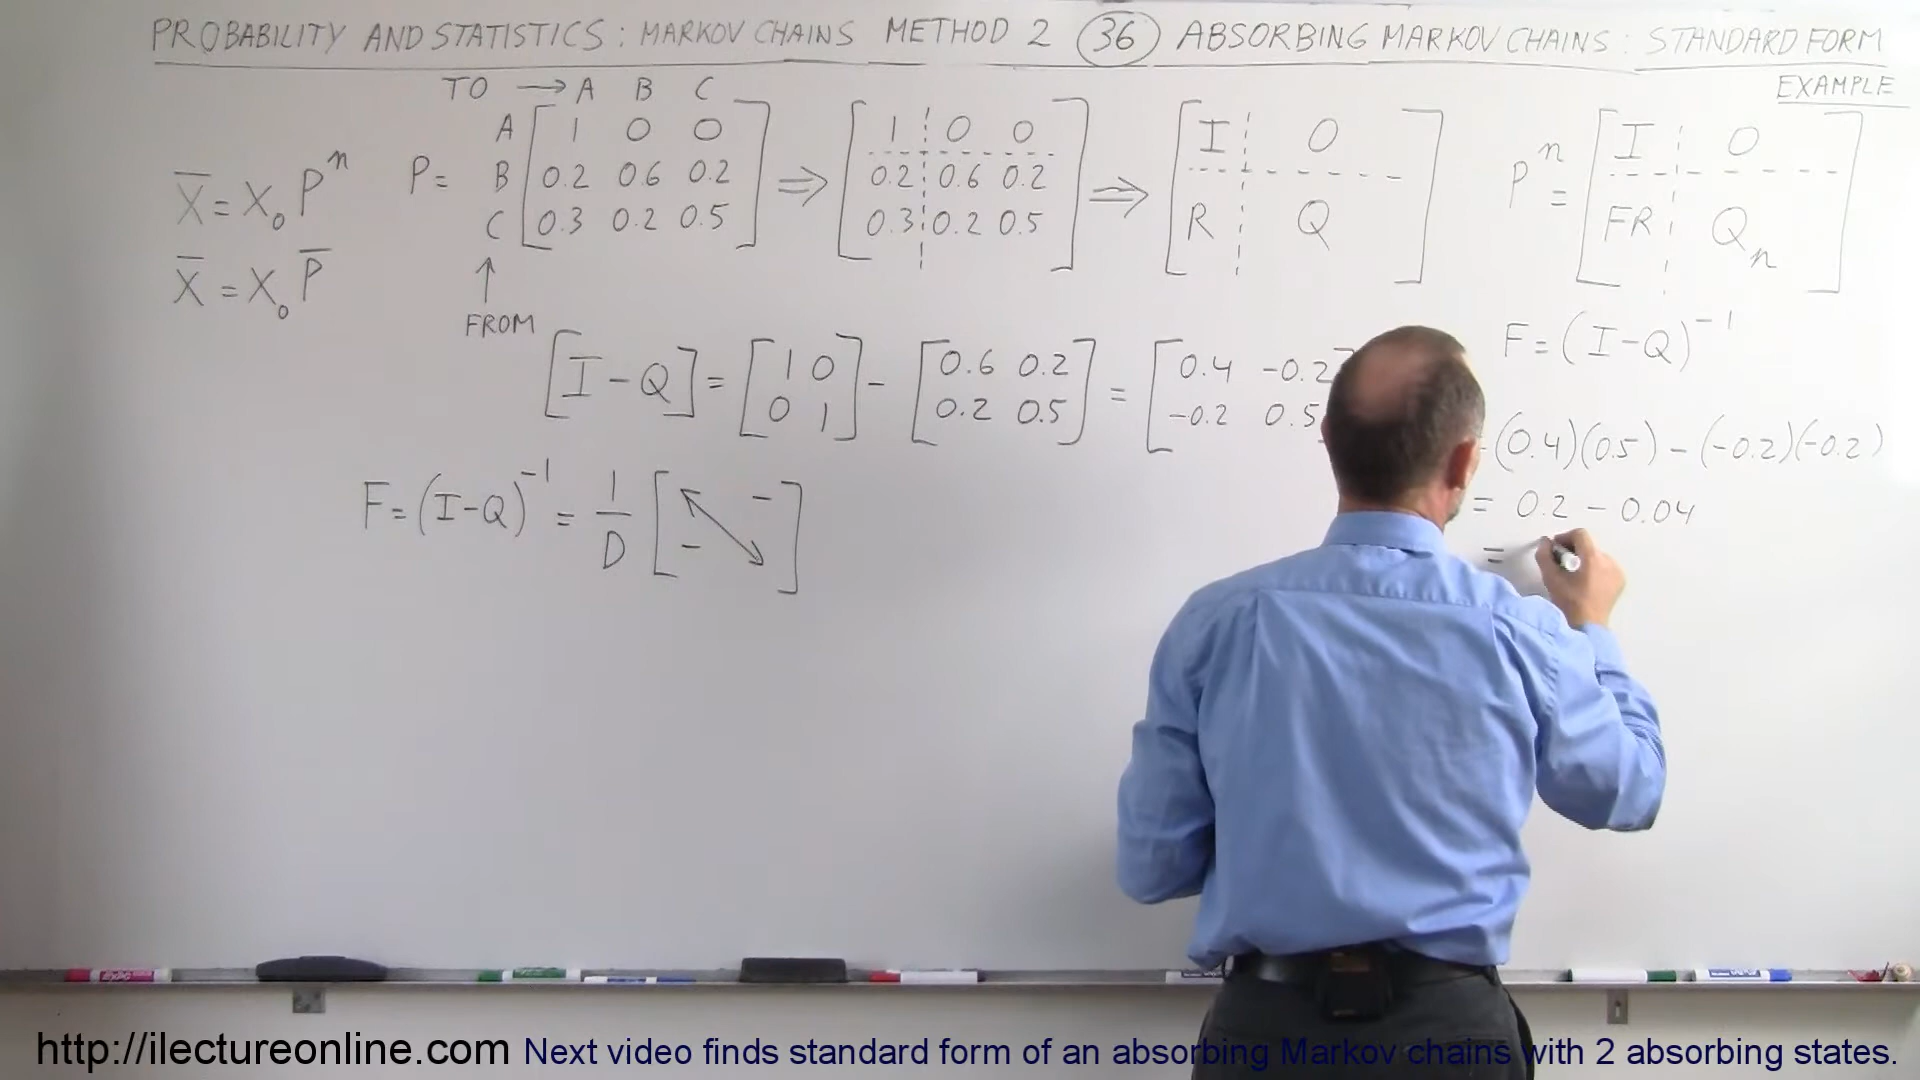 PROBABILITY AND STATISTICS: MARKOV CHAINS METHOD 2 (36) ABSORBING MARKOV CHAINS: STANDARD FORM
EXAMPLE
TO → A B C
A [ 1 0 0 ]
P = B [ 0.2 0.6 0.2 ]
C [ 0.3 0.2 0.5 ]
↑
FROM
X̅ = X₀ Pⁿ
X̅ = X₀ P̅
⇒ [ 1 0 0
0.2 0.6 0.2
0.3 0.2 0.5 ]
⇒ [ I 0
R Q ]
Pⁿ = [ I 0
FR Qₙ ]
F = (I-Q)⁻¹
[I-Q] = [ 1 0
0 1 ] - [ 0.6 0.2
0.2 0.5 ] = [ 0.4 -0.2
-0.2 0.5
(0.4)(0.5) - (-0.2)(-0.2)
= 0.2 - 0.04
=
F = (I-Q)⁻¹ = 1/D [ -
- ]
EXPO
http://ilectureonline.com Next video finds standard form of an absorbing Markov chains with 2 absorbing states.